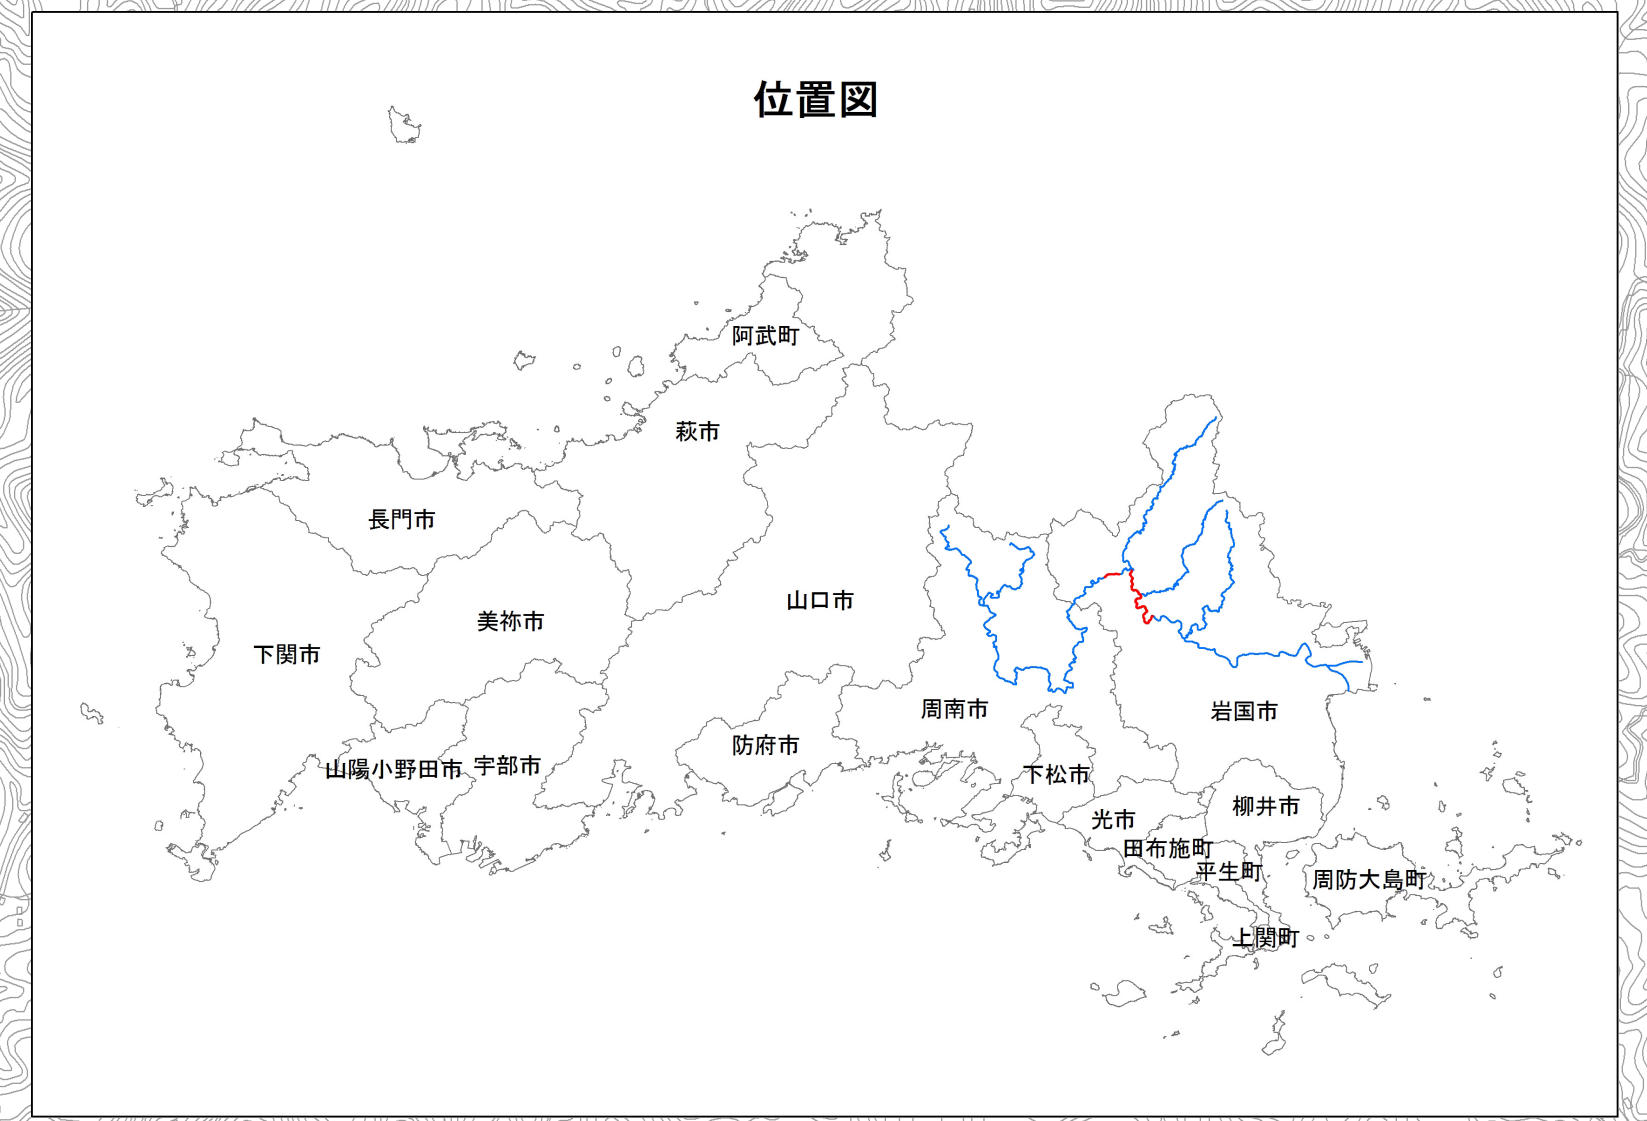 位置図
阿武町
萩市
長門市
美祢市
山口市
下関市
周南市
岩国市
防府市
山陽小野田市
宇部市
下松市
柳井市
光市
田布施町
平生町
周防大島町
上関町